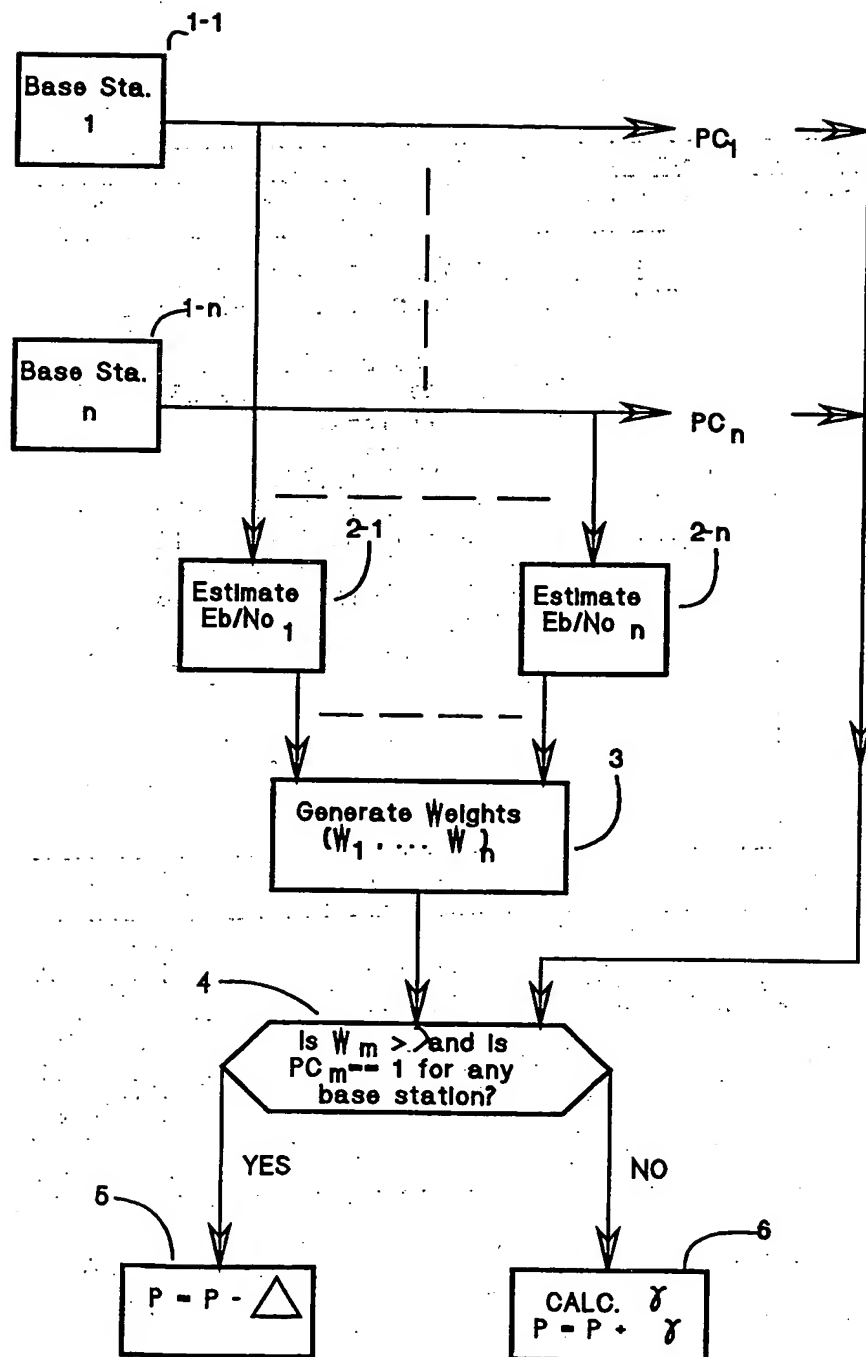 1-1
Base Sta.
1
PC1
1-n
Base Sta.
n
PCn
2-1
2-n
Estimate
Eb/No 1
Estimate
Eb/No n
3
Generate Weights
(W1 . ... W)n
4
Is Wm > and Is
PCm== 1 for any
base station?
YES
NO
5
6
P = P - △
CALC. γ
P = P + γ